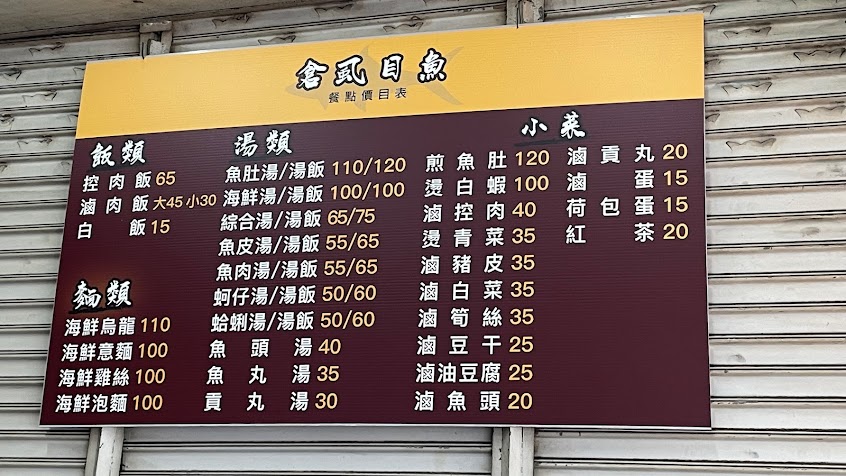 倉虱目魚
餐點價目表
飯類
控肉飯 65
滷肉飯 大45 小30
白飯 15
麵類
海鮮烏龍 110
海鮮意麵 100
海鮮雞絲 100
海鮮泡麵 100
湯類
魚肚湯/湯飯 110/120
海鮮湯/湯飯 100/100
綜合湯/湯飯 65/75
魚皮湯/湯飯 55/65
魚肉湯/湯飯 55/65
蚵仔湯/湯飯 50/60
蛤蜊湯/湯飯 50/60
魚頭湯 40
魚丸湯 35
貢丸湯 30
小菜
煎魚肚 120
燙白蝦 100
滷控肉 40
燙青菜 35
滷豬皮 35
滷白菜 35
滷筍絲 35
滷豆干 25
滷油豆腐 25
滷魚頭 20
滷貢丸 20
滷蛋 15
荷包蛋 15
紅茶 20